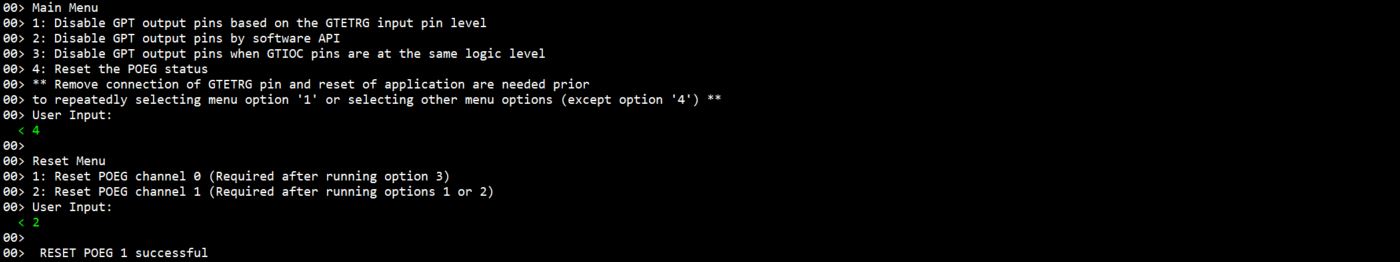 00> Main Menu
00> 1: Disable GPT output pins based on the GTETRG input pin level
00> 2: Disable GPT output pins by software API
00> 3: Disable GPT output pins when GTIOC pins are at the same logic level
00> 4: Reset the POEG status
00> ** Remove connection of GTETRG pin and reset of application are needed prior
00> to repeatedly selecting menu option '1' or selecting other menu options (except option '4') **
00> User Input:
< 4
00>
00> Reset Menu
00> 1: Reset POEG channel 0 (Required after running option 3)
00> 2: Reset POEG channel 1 (Required after running options 1 or 2)
00> User Input:
< 2
00>
00>  RESET POEG 1 successful